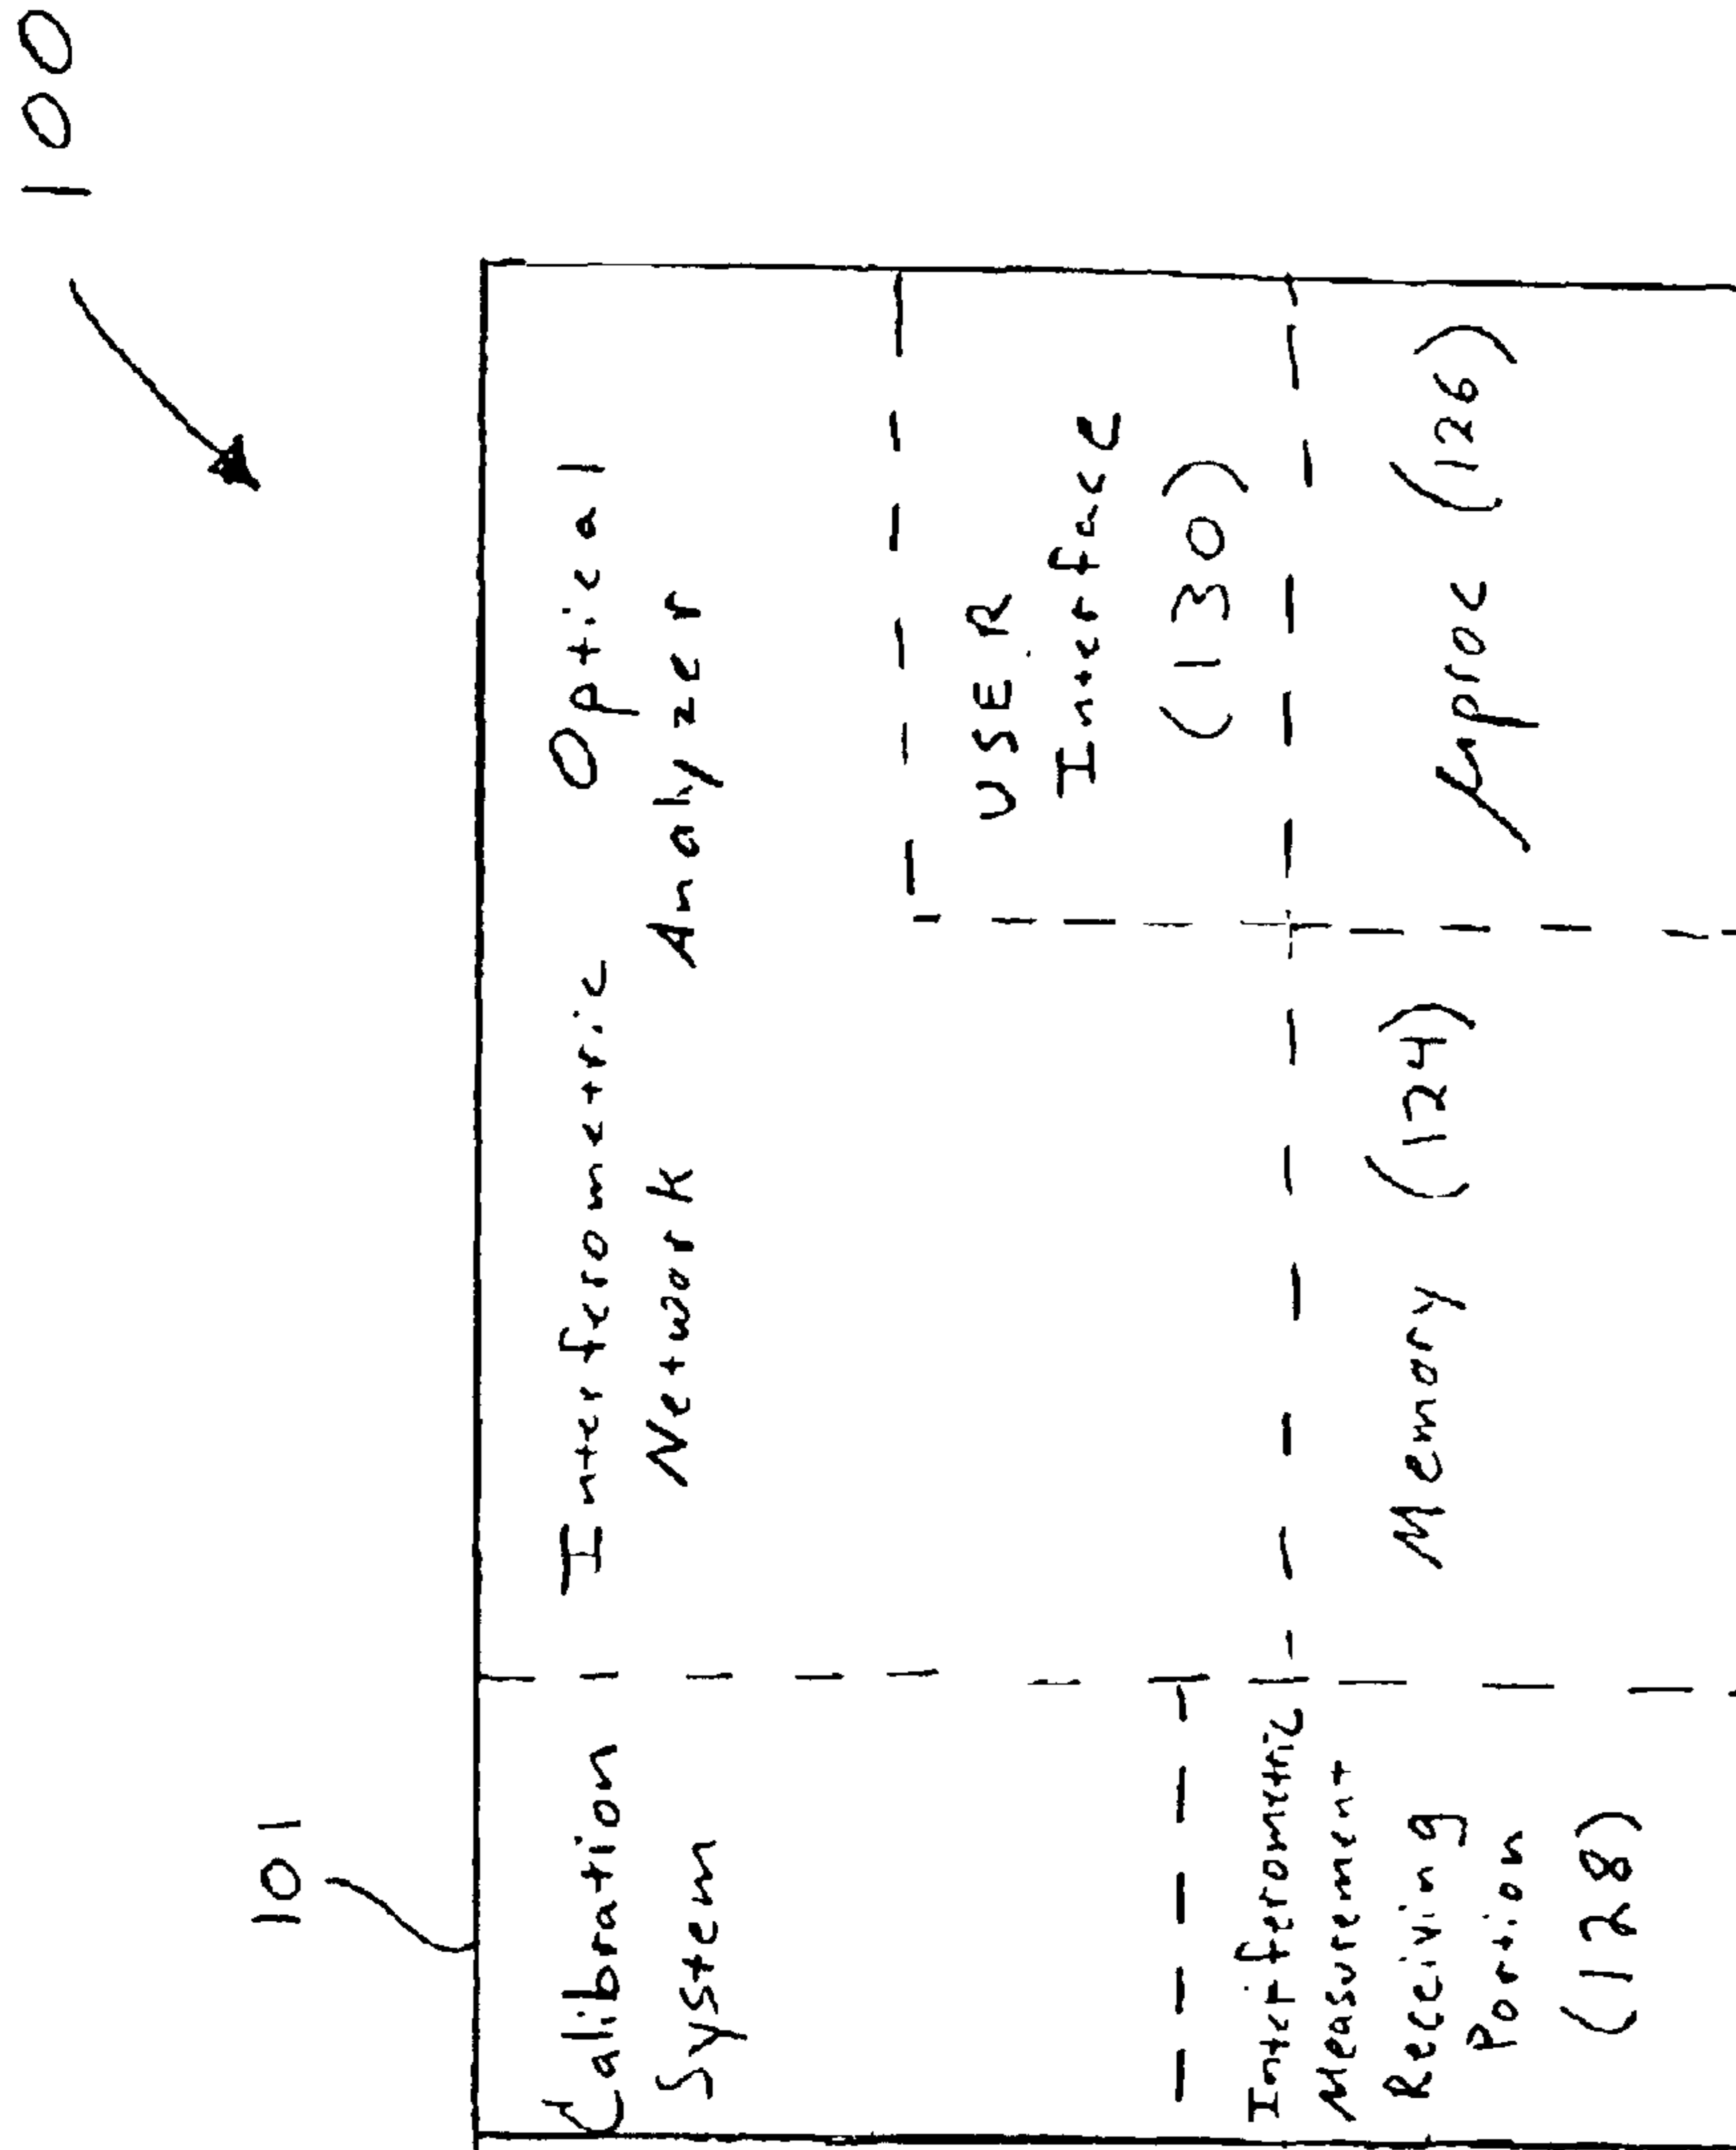 100
101
Calibration
System
Interferometric Optical
Network Analyzer
USER
Interface
(130)
Interferometric
Measurement
Receiving
Portion
(128)
Memory (124)
μproc (126)